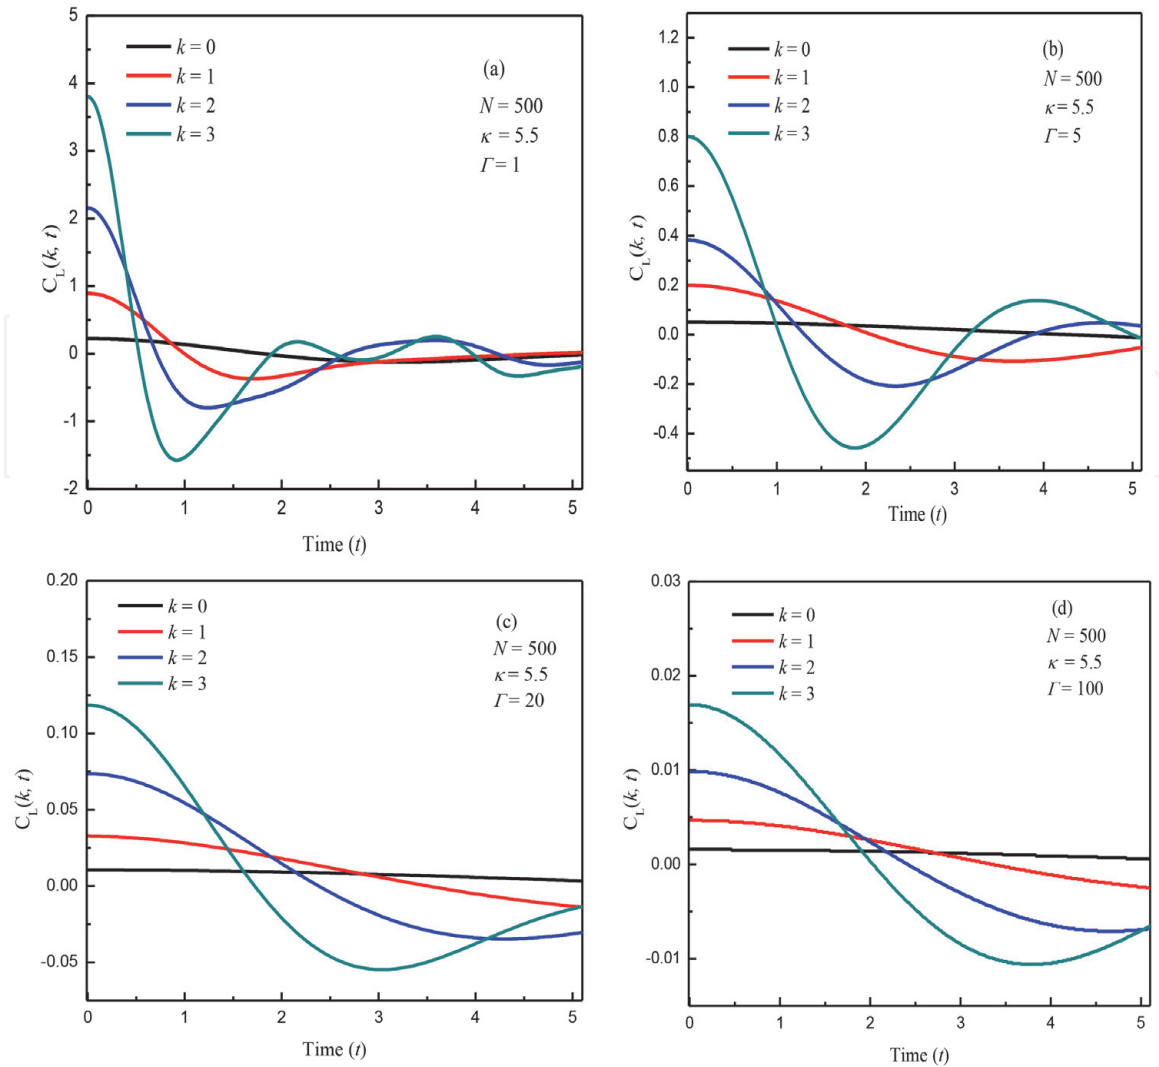 5
4
3
2
1
0
-1
-2
C_L(k, t)
k = 0
k = 1
k = 2
k = 3
(a)
N = 500
κ = 5.5
Γ = 1
0 1 2 3 4 5
Time (t)
1.2
1.0
0.8
0.6
0.4
0.2
0.0
-0.2
-0.4
C_L(k, t)
k = 0
k = 1
k = 2
k = 3
(b)
N = 500
κ = 5.5
Γ = 5
0 1 2 3 4 5
Time (t)
0.20
0.15
0.10
0.05
0.00
-0.05
C_L(k, t)
k = 0
k = 1
k = 2
k = 3
(c)
N = 500
κ = 5.5
Γ = 20
0 1 2 3 4 5
Time (t)
0.03
0.02
0.01
0.00
-0.01
C_L(k, t)
k = 0
k = 1
k = 2
k = 3
(d)
N = 500
κ = 5.5
Γ = 100
0 1 2 3 4 5
Time (t)